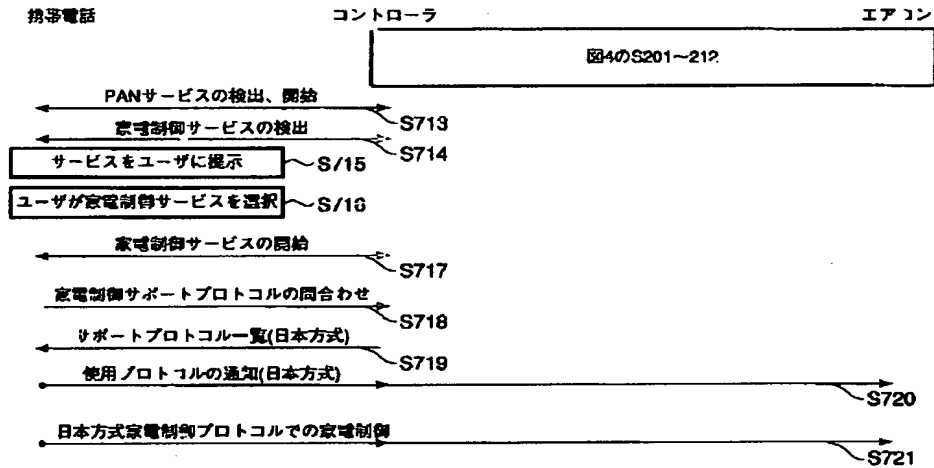 携帯電話
コントローラ
エアコン
図4のS201～212
PANサービスの検出、開始
S713
家電制御サービスの検出
S714
サービスをユーザに提示
S715
ユーザが家電制御サービスを選択
S716
家電制御サービスの開始
S717
家電制御サポートプロトコルの問合わせ
S718
サポートプロトコル一覧(日本方式)
S719
使用プロトコルの通知(日本方式)
S720
日本方式家電制御プロトコルでの家電制御
S721